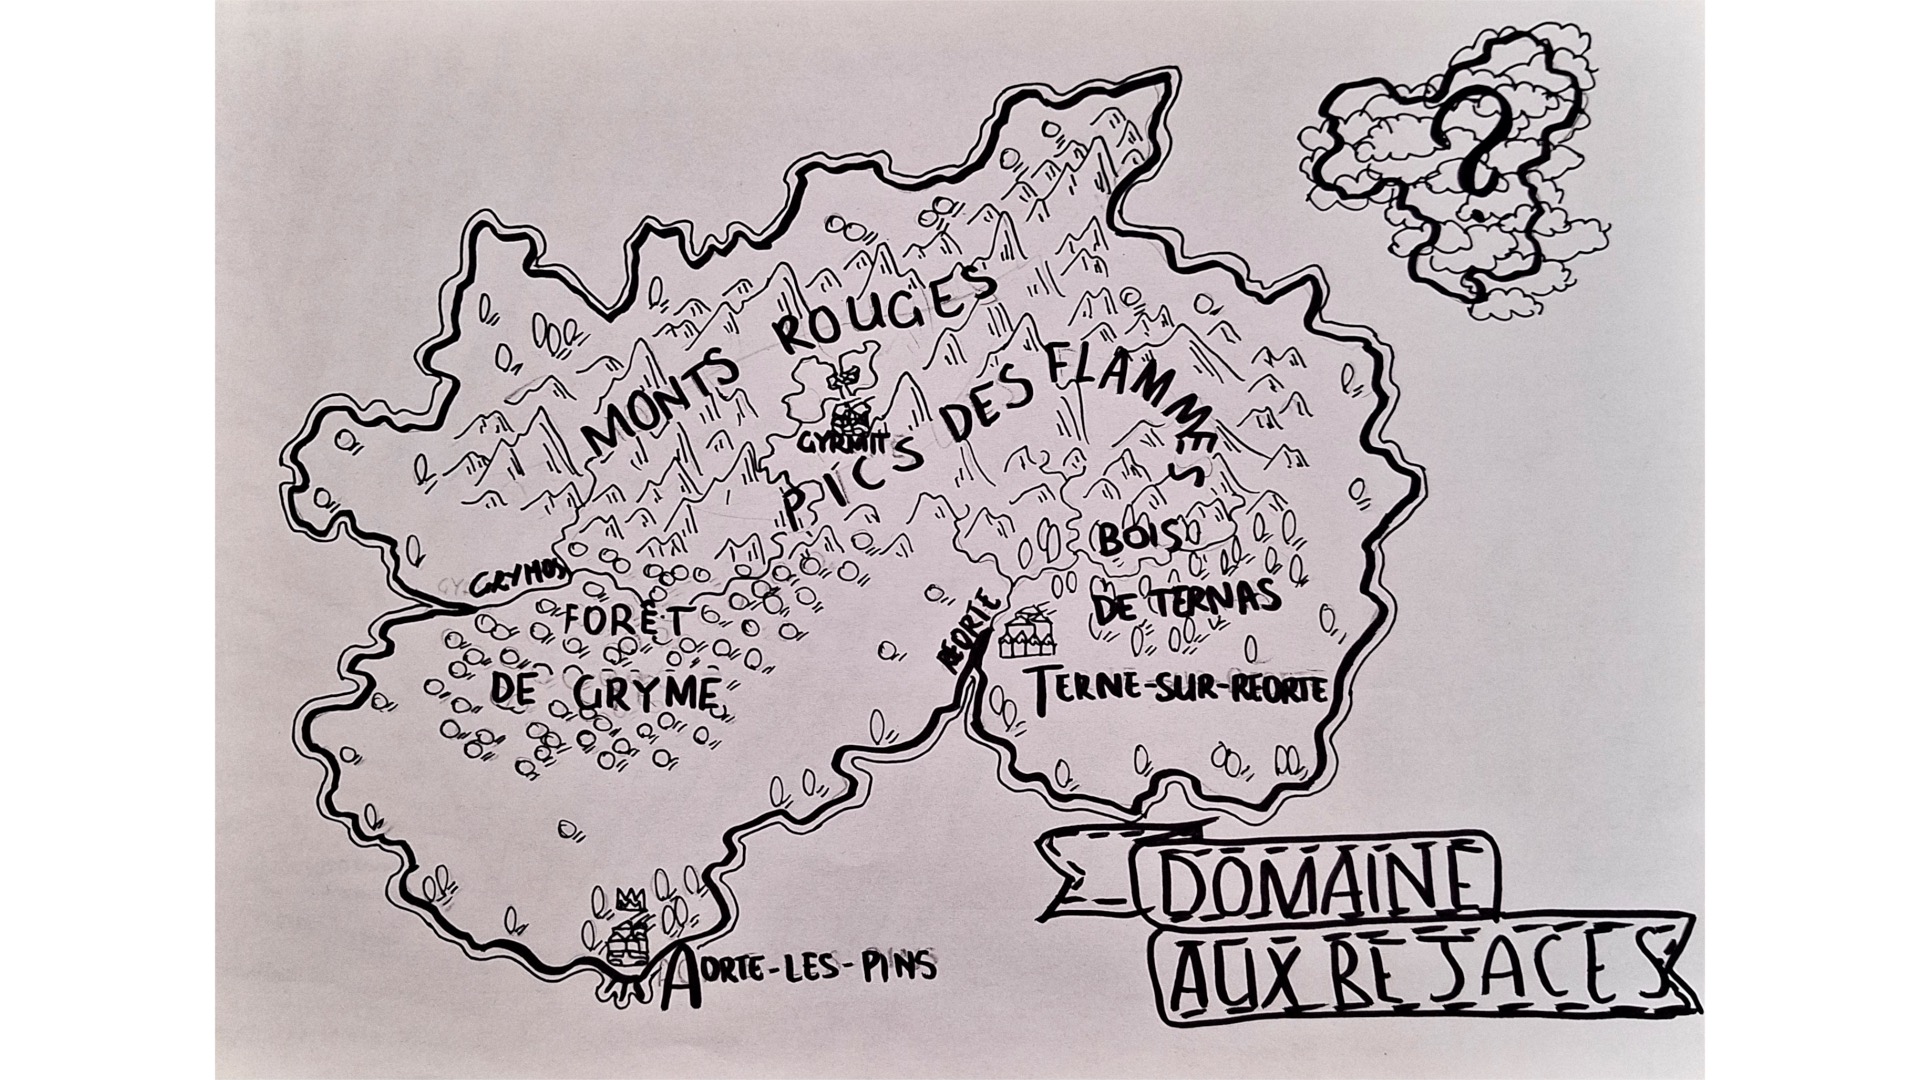 ?
MONTS ROUGES
GYRMIT
PICS DES FLAMMES
BOIS
DE TERNAS
GRYMOS
FORÊT
DE GRYME
REORTE
TERNE-SUR-REORTE
AORTE-LES-PINS
DOMAINE
AUX BEJACES